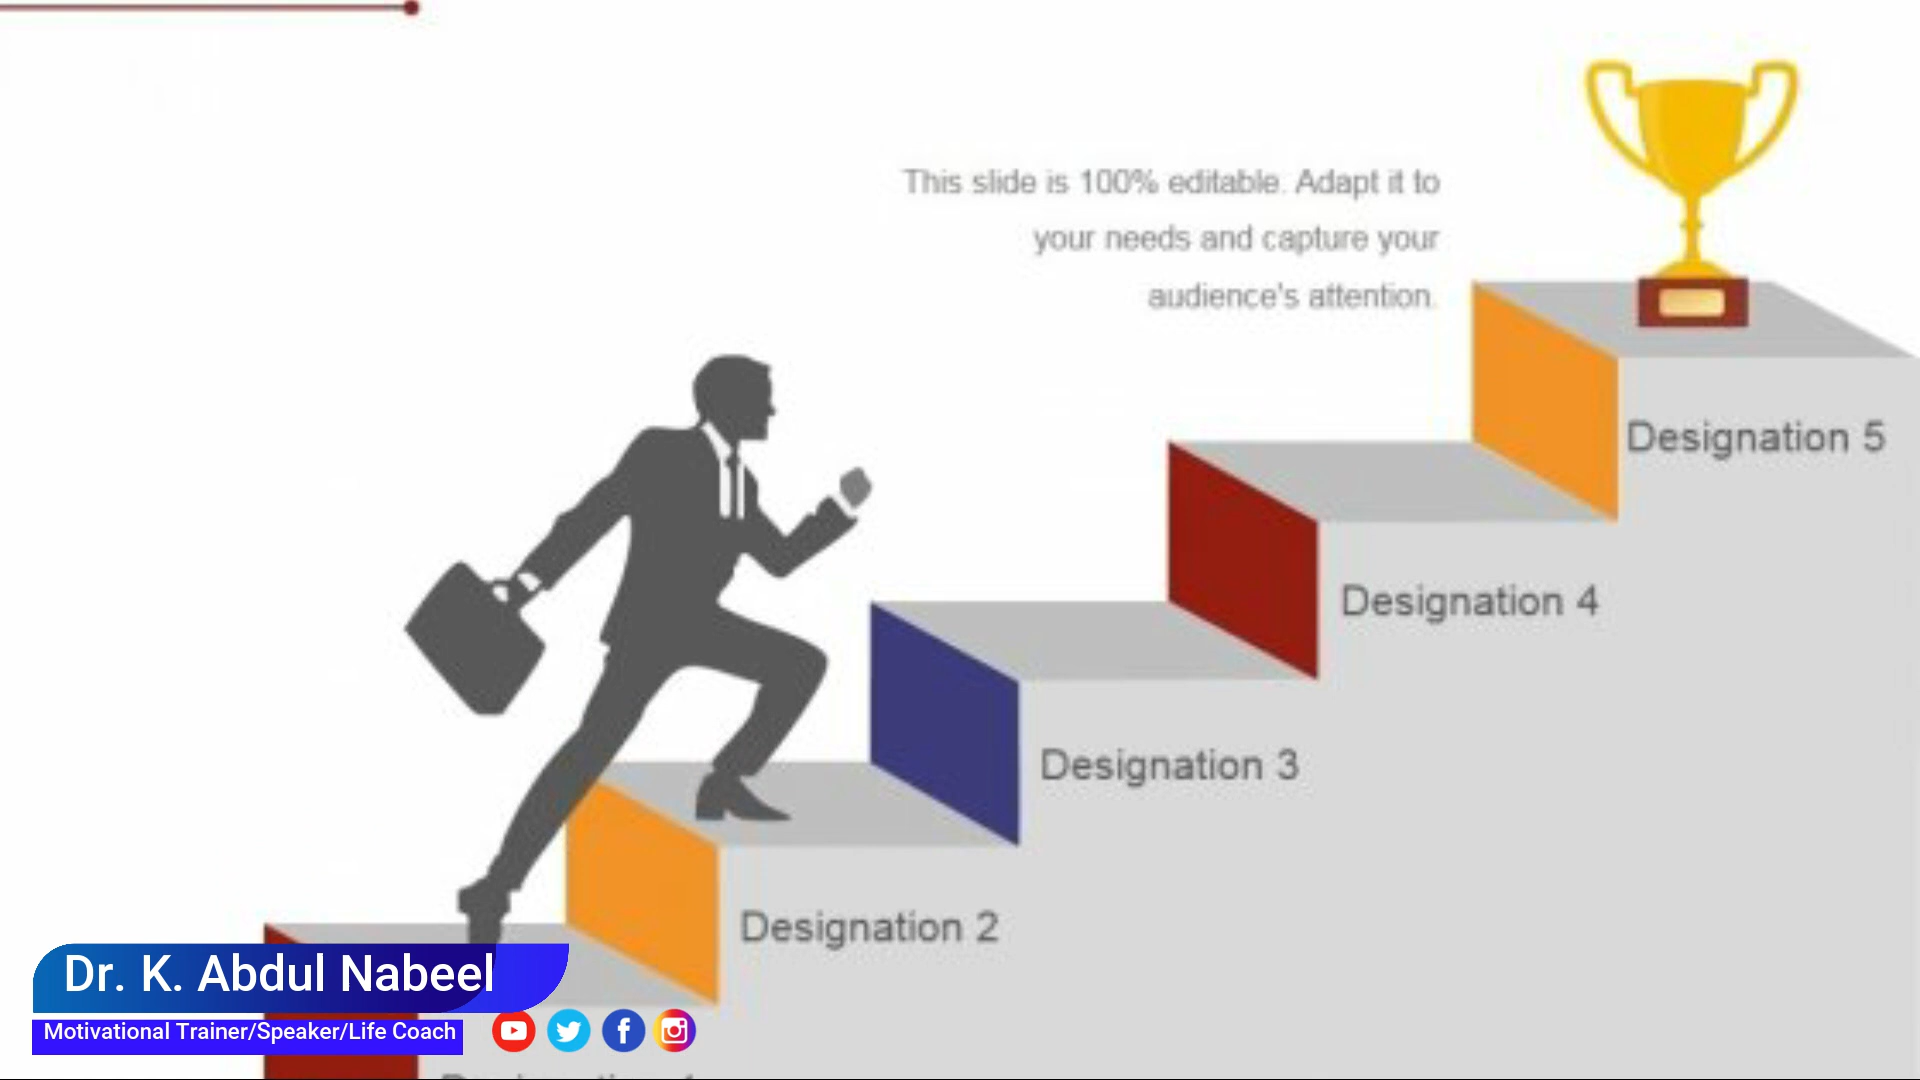 This slide is 100% editable. Adapt it to
your needs and capture your
audience's attention.
Designation 5
Designation 4
Designation 3
Designation 2
Dr. K. Abdul Nabeel
Motivational Trainer/Speaker/Life Coach